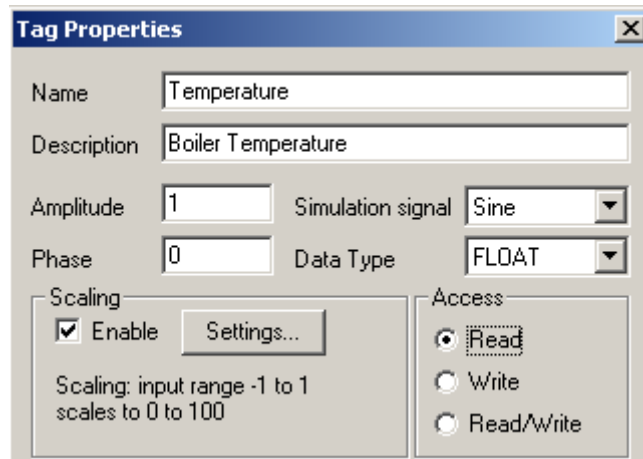 Tag Properties
Name Temperature
Description Boiler Temperature
Amplitude 1 Simulation signal Sine
Phase 0 Data Type FLOAT
Scaling
Enable Settings...
Scaling: input range -1 to 1
scales to 0 to 100
Access
Read
Write
Read/Write